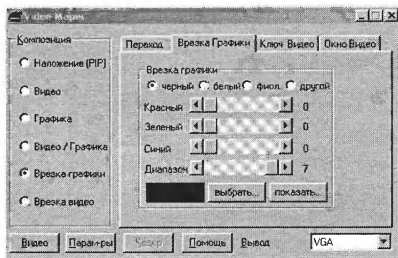 Video Magic
Композиция
Наложение (PIP)
Видео
Графика
Видео / Графика
Врезка графики
Врезка видео
Переход Врезка Графики Ключ Видео Окно Видео
Врезка графики
черный белый фиол. другой
Красный 0
Зеленый 0
Синий 0
Диапазон 7
выбрать... показать...
Видео Парам-ры Помощь Вывод VGA